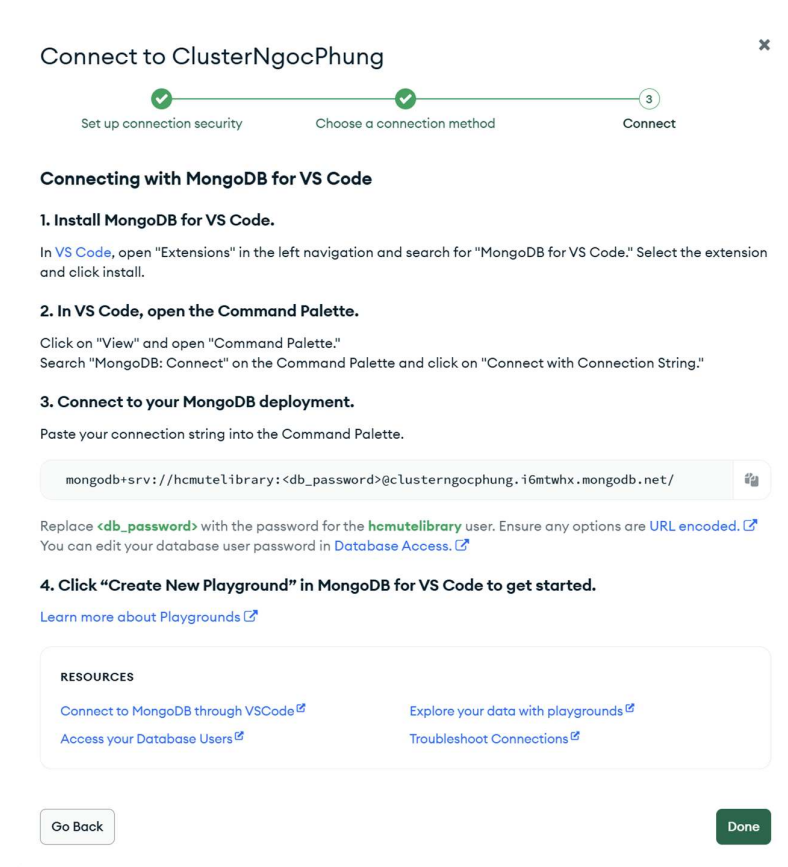 Connect to ClusterNgocPhung
Set up connection security
Choose a connection method
3
Connect
Connecting with MongoDB for VS Code
1. Install MongoDB for VS Code.
In VS Code, open "Extensions" in the left navigation and search for "MongoDB for VS Code." Select the extension
and click install.
2. In VS Code, open the Command Palette.
Click on "View" and open "Command Palette."
Search "MongoDB: Connect" on the Command Palette and click on "Connect with Connection String."
3. Connect to your MongoDB deployment.
Paste your connection string into the Command Palette.
mongodb+srv://hcmutelibrary:<db_password>@clusterngocphung.i6mtwhx.mongodb.net/
Replace <db_password> with the password for the hcmutelibrary user. Ensure any options are URL encoded.
You can edit your database user password in Database Access.
4. Click “Create New Playground” in MongoDB for VS Code to get started.
Learn more about Playgrounds
RESOURCES
Connect to MongoDB through VSCode
Explore your data with playgrounds
Access your Database Users
Troubleshoot Connections
Go Back
Done